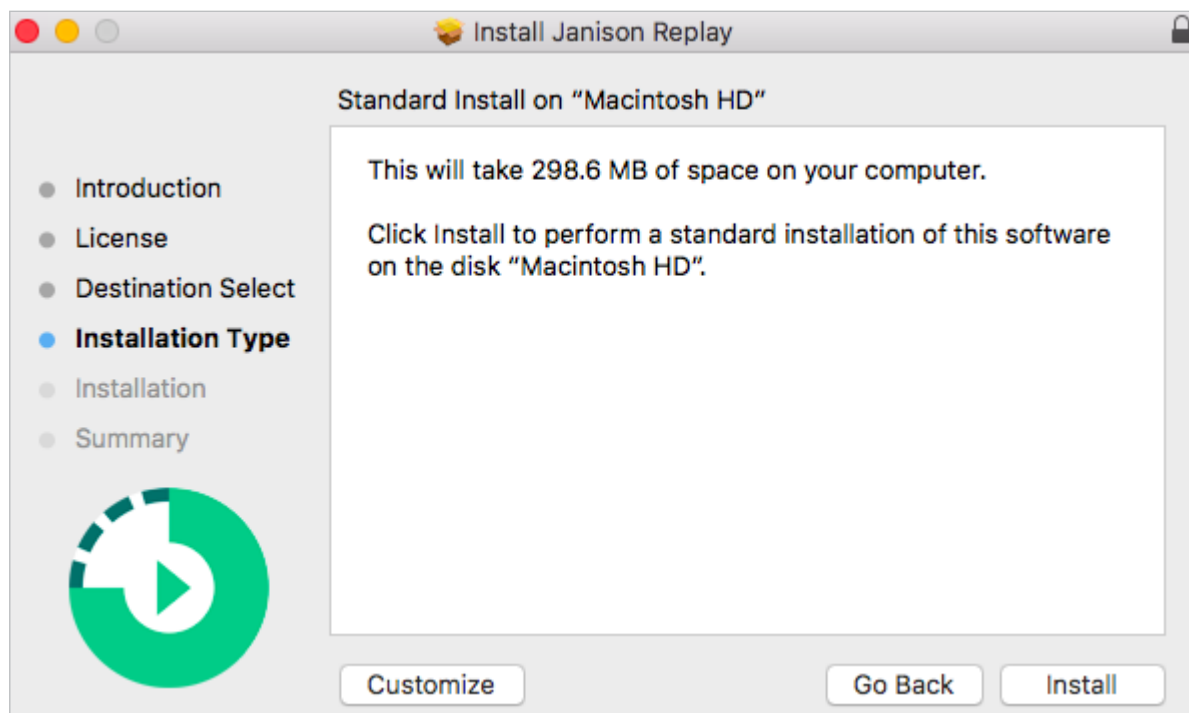 Install Janison Replay
Standard Install on “Macintosh HD”
Introduction
License
Destination Select
Installation Type
Installation
Summary
This will take 298.6 MB of space on your computer.
Click Install to perform a standard installation of this software
on the disk “Macintosh HD”.
Customize
Go Back
Install